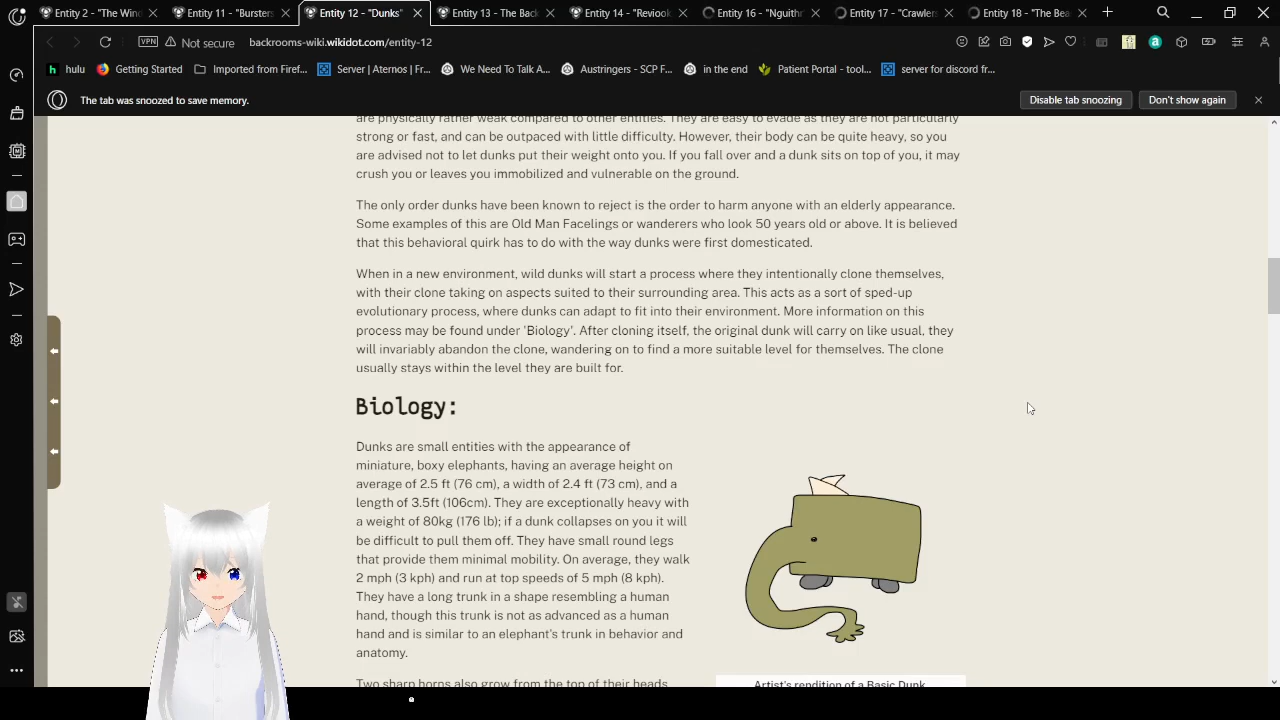 Entity 2 - "The Wind
Entity 11 - "Bursters
Entity 12 - "Dunks"
Entity 13 - The Back
Entity 14 - "Reviook
Entity 16 - "Nguithr
Entity 17 - "Crawlers
Entity 18 - "The Bea
VPN
Not secure
backrooms-wiki.wikidot.com/entity-12
hulu
Getting Started
Imported from Firef...
Server | Aternos | Fr...
We Need To Talk A...
Austringers - SCP F...
in the end
Patient Portal - tool...
server for discord fr...
The tab was snoozed to save memory.
Disable tab snoozing
Don't show again
are physically rather weak compared to other entities. They are easy to evade as they are not particularly
strong or fast, and can be outpaced with little difficulty. However, their body can be quite heavy, so you
are advised not to let dunks put their weight onto you. If you fall over and a dunk sits on top of you, it may
crush you or leaves you immobilized and vulnerable on the ground.
The only order dunks have been known to reject is the order to harm anyone with an elderly appearance.
Some examples of this are Old Man Facelings or wanderers who look 50 years old or above. It is believed
that this behavioral quirk has to do with the way dunks were first domesticated.
When in a new environment, wild dunks will start a process where they intentionally clone themselves,
with their clone taking on aspects suited to their surrounding area. This acts as a sort of sped-up
evolutionary process, where dunks can adapt to fit into their environment. More information on this
process may be found under 'Biology'. After cloning itself, the original dunk will carry on like usual, they
will invariably abandon the clone, wandering on to find a more suitable level for themselves. The clone
usually stays within the level they are built for.
Biology:
Dunks are small entities with the appearance of
miniature, boxy elephants, having an average height on
average of 2.5 ft (76 cm), a width of 2.4 ft (73 cm), and a
length of 3.5ft (106cm). They are exceptionally heavy with
a weight of 80kg (176 lb); if a dunk collapses on you it will
be difficult to pull them off. They have small round legs
that provide them minimal mobility. On average, they walk
2 mph (3 kph) and run at top speeds of 5 mph (8 kph).
They have a long trunk in a shape resembling a human
hand, though this trunk is not as advanced as a human
hand and is similar to an elephant's trunk in behavior and
anatomy.
Two sharp horns also grow from the top of their heads
Artist's rendition of a Basic Dunk